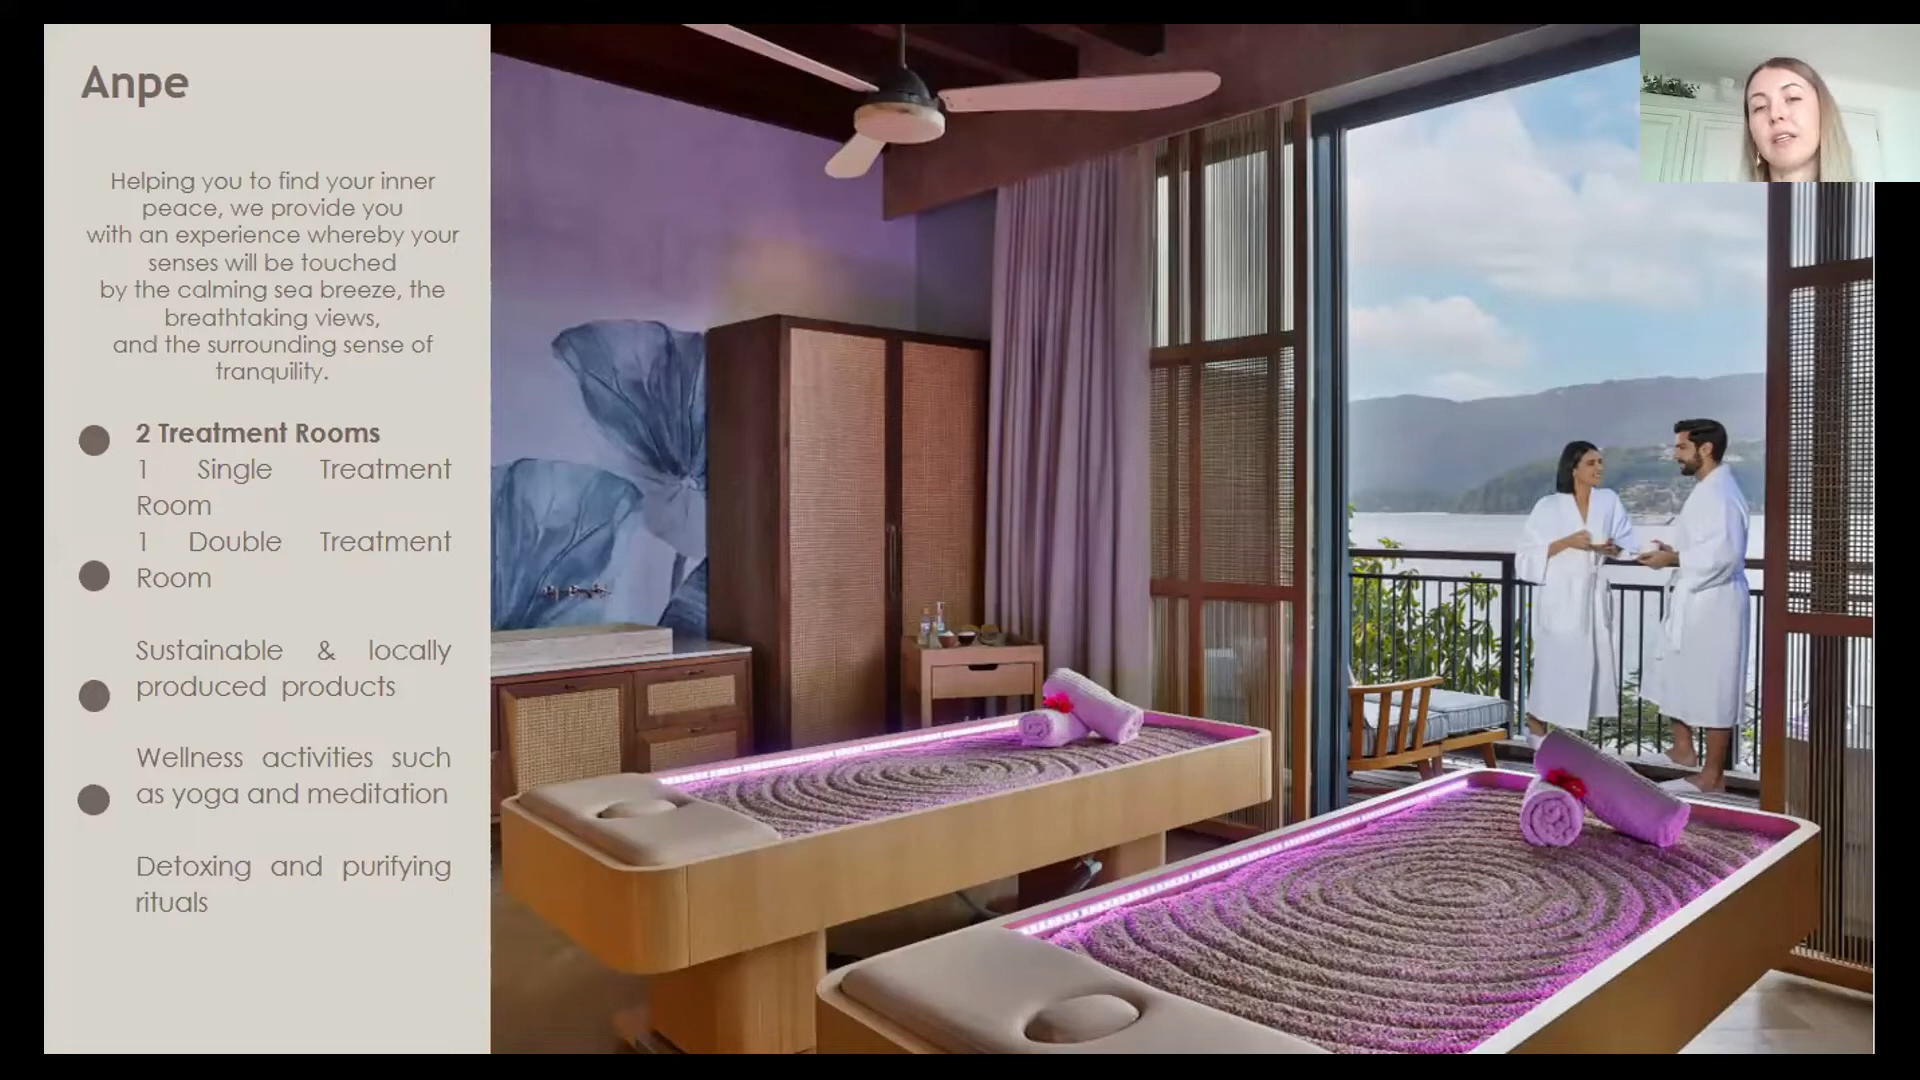 Anpe
Helping you to find your inner
peace, we provide you
with an experience whereby your
senses will be touched
by the calming sea breeze, the
breathtaking views,
and the surrounding sense of
tranquility.
2 Treatment Rooms
1 Single Treatment
Room
1 Double Treatment
Room
Sustainable & locally
produced products
Wellness activities such
as yoga and meditation
Detoxing and purifying
rituals